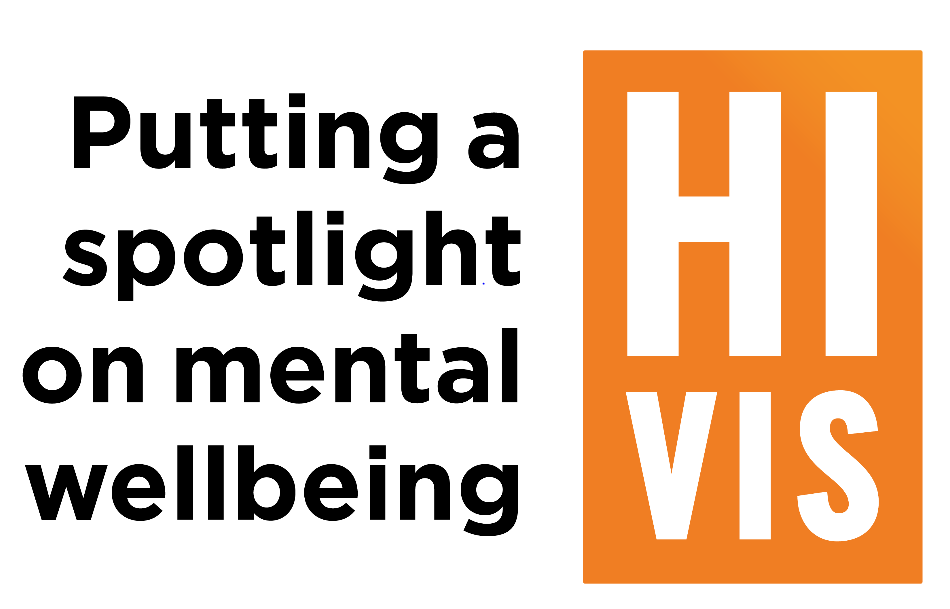 Putting a
spotlight
on mental
wellbeing
HI
VIS